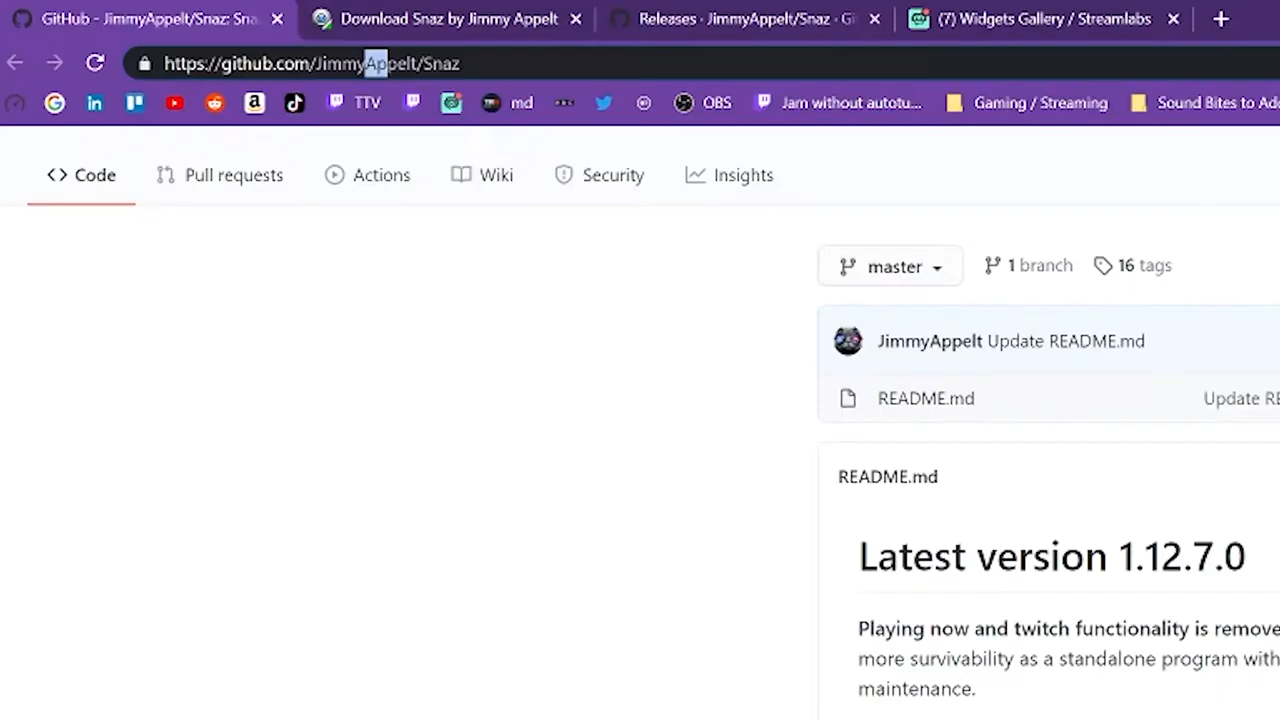 GitHub - JimmyAppelt/Snaz: Sna
Download Snaz by Jimmy Appelt
Releases · JimmyAppelt/Snaz · Gi
(7) Widgets Gallery / Streamlabs
https://github.com/JimmyAppelt/Snaz
TTV
md
OBS
Jam without autotu...
Gaming / Streaming
Sound Bites to Ad
Code
Pull requests
Actions
Wiki
Security
Insights
master
1 branch
16 tags
JimmyAppelt Update README.md
README.md
Update RE
README.md
Latest version 1.12.7.0
Playing now and twitch functionality is remove
more survivability as a standalone program with
maintenance.